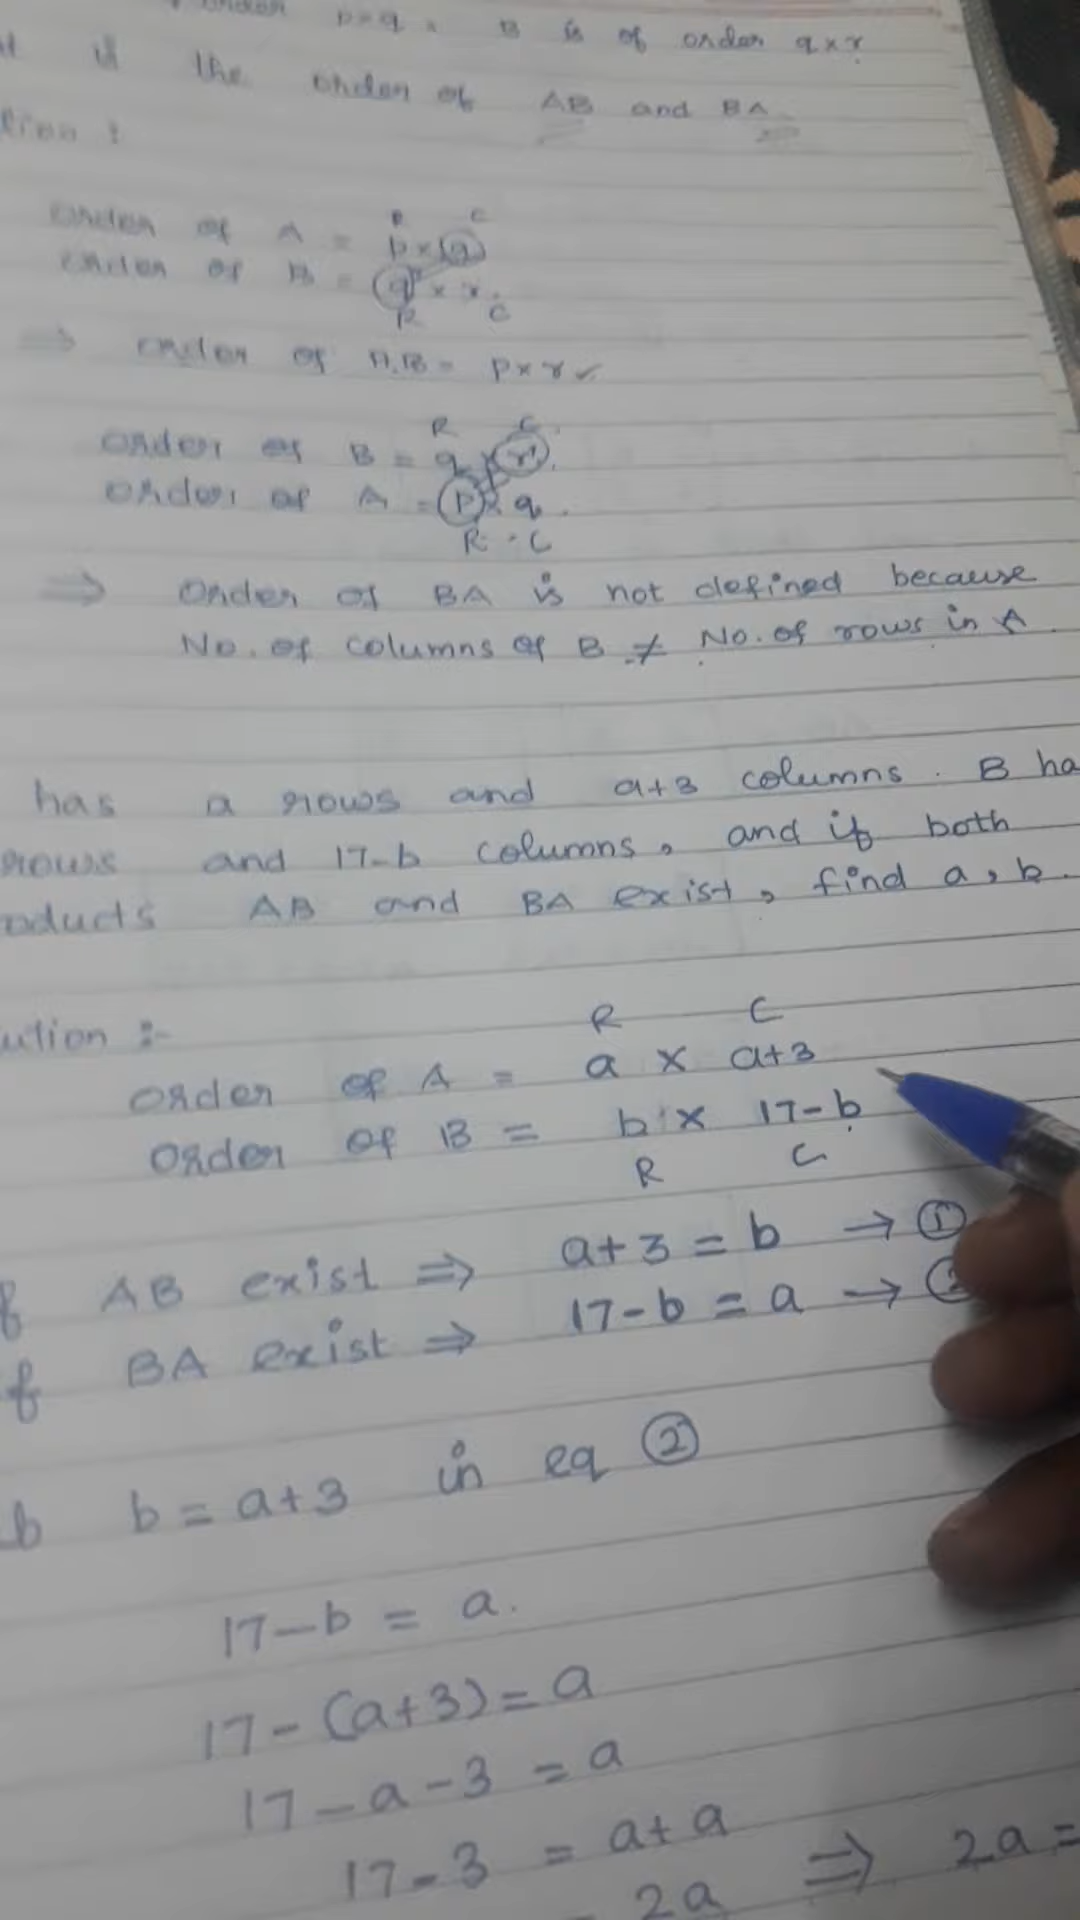 order p×q. B is of order q×r.
if the order of AB and BA
R C
order of A = p×q
order of B = q × r
R C
⇒ order of A.B = p×r ✓
R C
order of B = q × r
order of A = p × q.
R C
⇒ order of BA is not defined because
No. of columns of B ≠ No. of rows in A.
has a rows and a+3 columns. B ha
rows and 17-b columns, and if both
oducts AB and BA exist, find a, b.
ution :-
R C
order of A = a × a+3
order of B = b × 17-b
R C
f AB exist ⇒ a+3 = b → ①
f BA exist ⇒ 17-b = a →
b b = a+3 in eq ②
17-b = a.
17-(a+3) = a
17-a-3 = a
17-3 = a+a
2a ⇒ 2a =